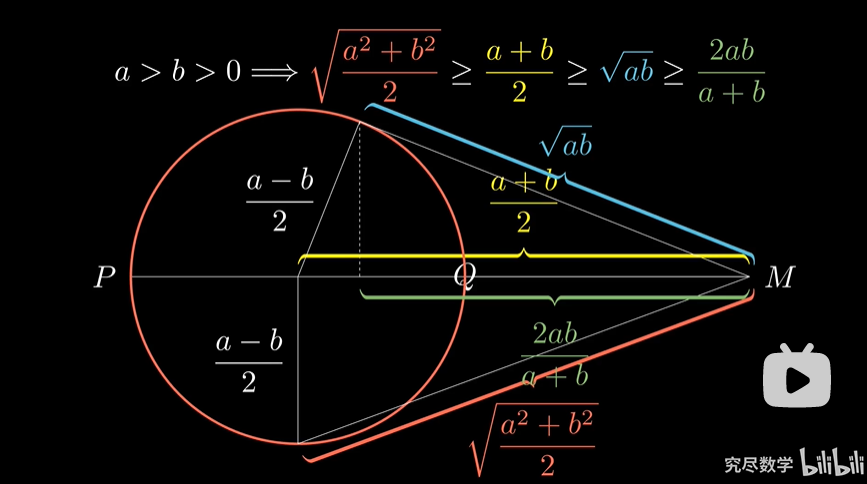 a > b > 0 ⟹ √((a² + b²)/2) ≥ (a + b)/2 ≥ √(ab) ≥ 2ab/(a + b)
√(ab)
(a − b)/2
(a + b)/2
P
Q
M
(a − b)/2
2ab/(a + b)
√((a² + b²)/2)
究尽数学 bilibili